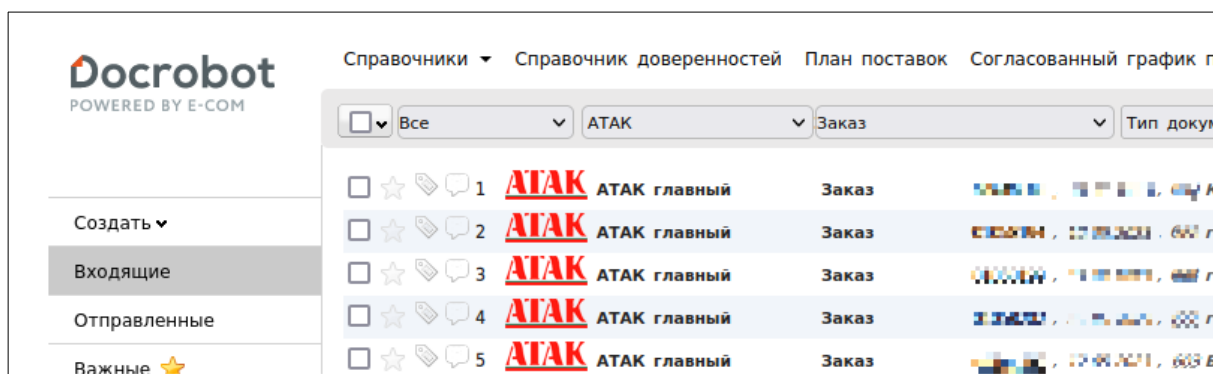 Docrobot
POWERED BY E-COM
Справочники Справочник доверенностей План поставок Согласованный график
Все АТАК Заказ Тип
1 АТАК АТАК главный Заказ
2 АТАК АТАК главный Заказ
3 АТАК АТАК главный Заказ
4 АТАК АТАК главный Заказ
5 АТАК АТАК главный Заказ
Создать
Входящие
Отправленные
Важные